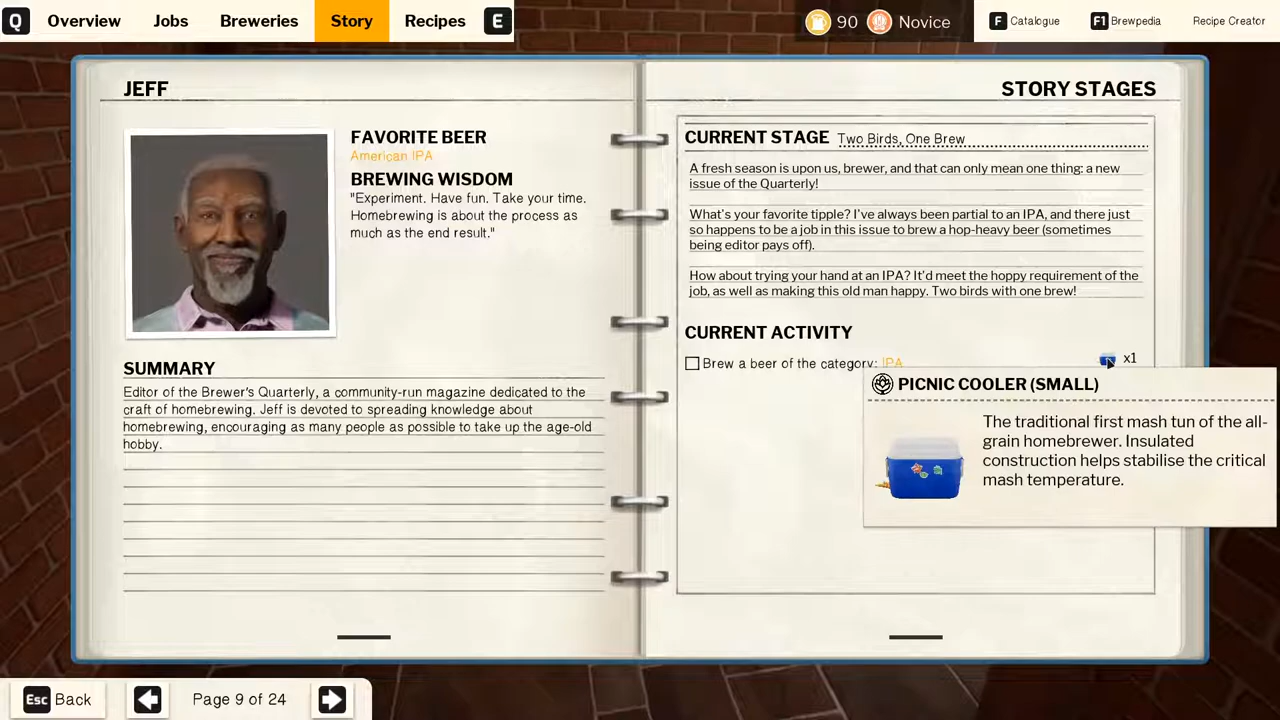 Q Overview Jobs Breweries Story Recipes E
90 Novice
F Catalogue F1 Brewpedia Recipe Creator
JEFF
FAVORITE BEER
American IPA
BREWING WISDOM
"Experiment. Have fun. Take your time.
Homebrewing is about the process as
much as the end result."
SUMMARY
Editor of the Brewer's Quarterly, a community-run magazine dedicated to the
craft of homebrewing. Jeff is devoted to spreading knowledge about
homebrewing, encouraging as many people as possible to take up the age-old
hobby.
STORY STAGES
CURRENT STAGE Two Birds, One Brew
A fresh season is upon us, brewer, and that can only mean one thing: a new
issue of the Quarterly!
What's your favorite tipple? I've always been partial to an IPA, and there just
so happens to be a job in this issue to brew a hop-heavy beer (sometimes
being editor pays off).
How about trying your hand at an IPA? It'd meet the hoppy requirement of the
job, as well as making this old man happy. Two birds with one brew!
CURRENT ACTIVITY
Brew a beer of the category: IPA
x1
PICNIC COOLER (SMALL)
The traditional first mash tun of the all-
grain homebrewer. Insulated
construction helps stabilise the critical
mash temperature.
Esc Back
Page 9 of 24